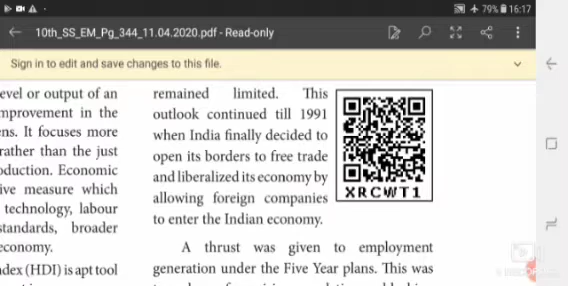 79% 16:17
10th_SS_EM_Pg_344_11.04.2020.pdf - Read-only
Sign in to edit and save changes to this file.
evel or output of an
mprovement in the
ens. It focuses more
rather than the just
oduction. Economic
ive measure which
technology, labour
standards, broader
economy.
ndex (HDI) is apt tool
remained limited. This
outlook continued till 1991
when India finally decided to
open its borders to free trade
and liberalized its economy by
allowing foreign companies
to enter the Indian economy.
XRCWT1
A thrust was given to employment
generation under the Five Year plans. This was